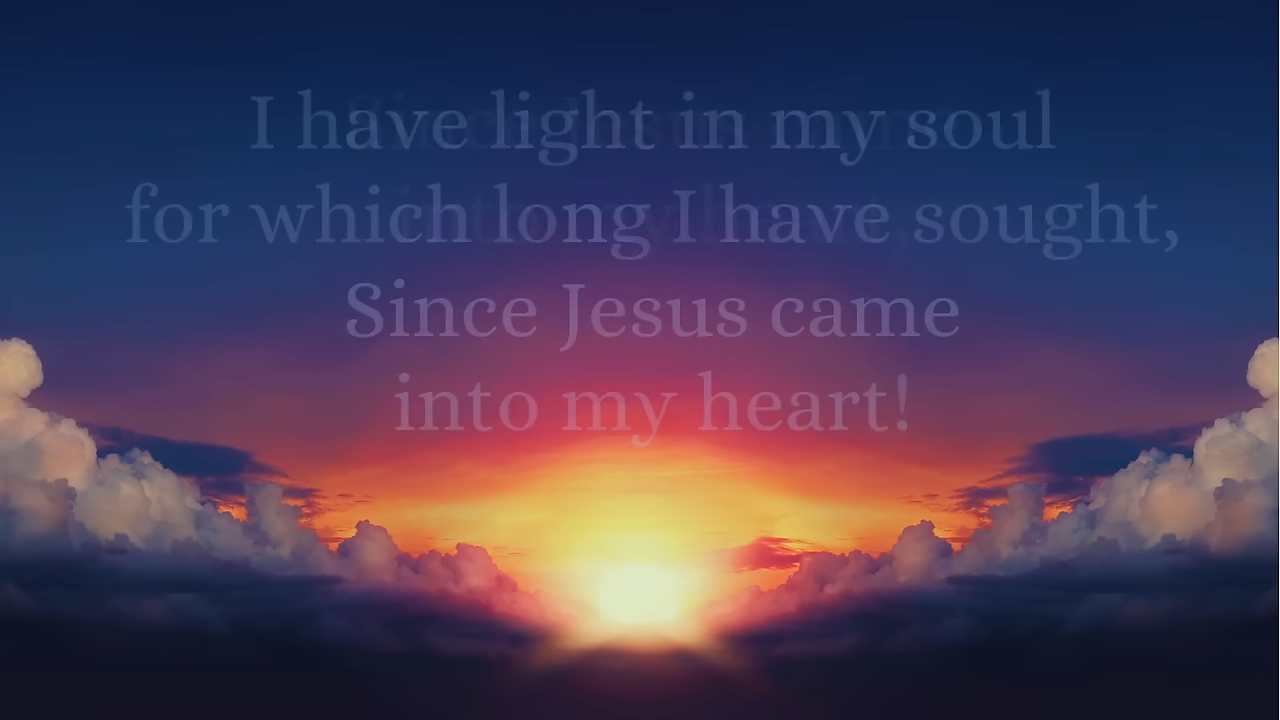 I have light in my soul
for which long I have sought,
Since Jesus came
into my heart!